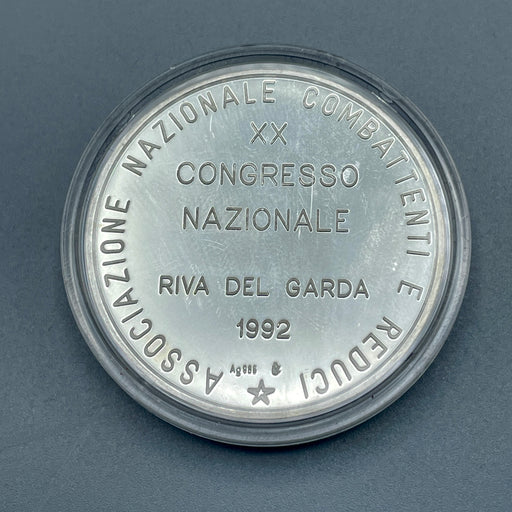 ASSOCIAZIONE NAZIONALE COMBATTENTI E REDUCI
XX
CONGRESSO
NAZIONALE
RIVA DEL GARDA
1992